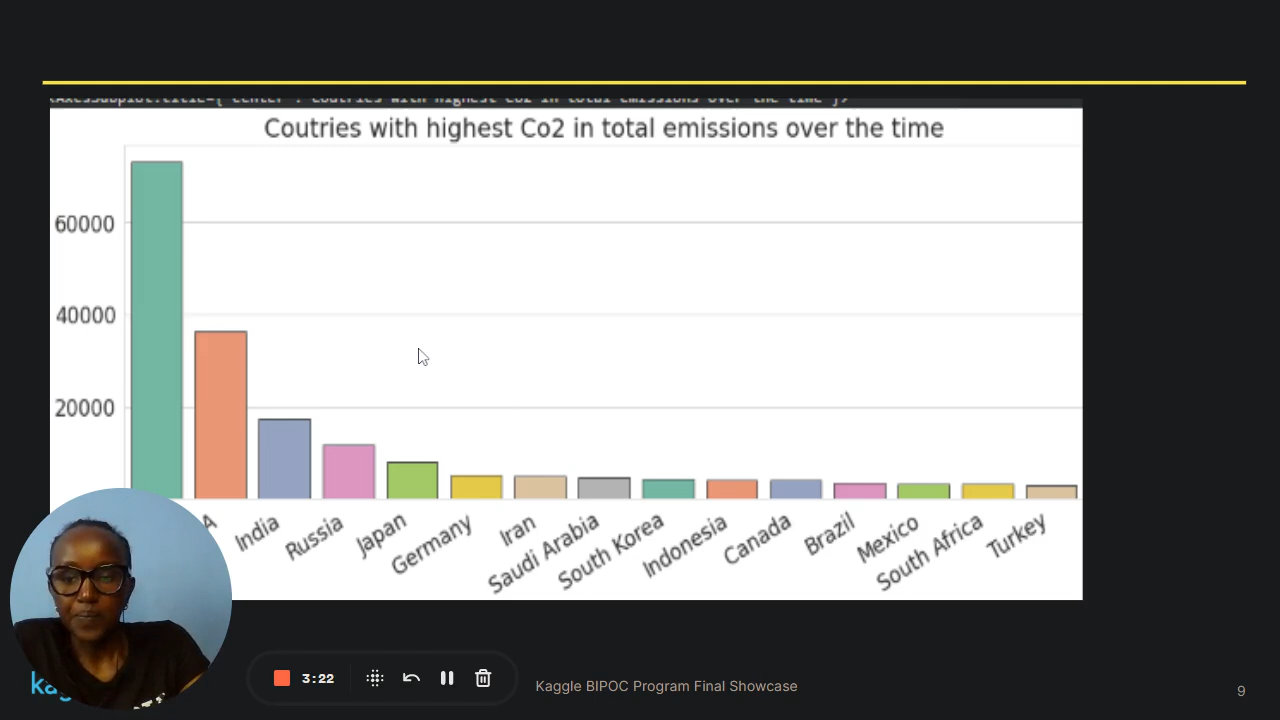 Coutries with highest Co2 in total emissions over the time
60000
40000
20000
A
India
Russia
Japan
Germany
Iran
Saudi Arabia
South Korea
Indonesia
Canada
Brazil
Mexico
South Africa
Turkey
3:22
Kaggle BIPOC Program Final Showcase
9